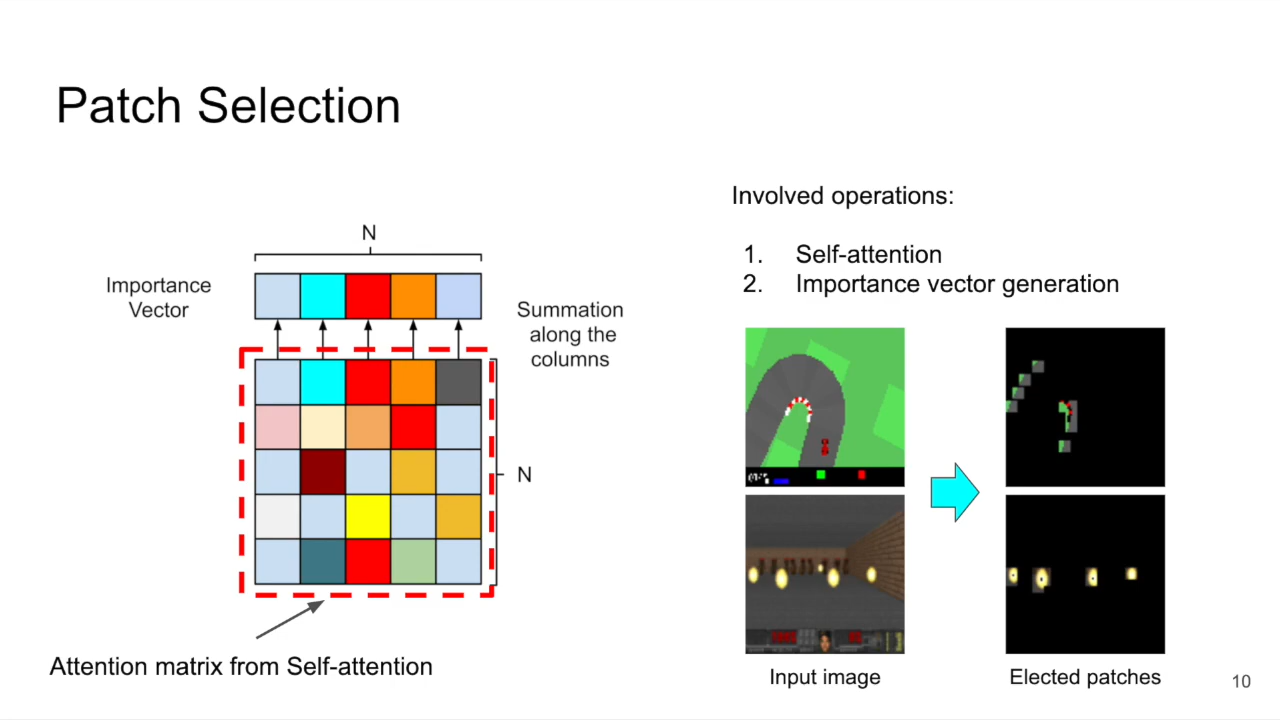 Patch Selection
N
Importance
Vector
Summation
along the
columns
N
Attention matrix from Self-attention
Involved operations:
1. Self-attention
2. Importance vector generation
Input image
Elected patches
10